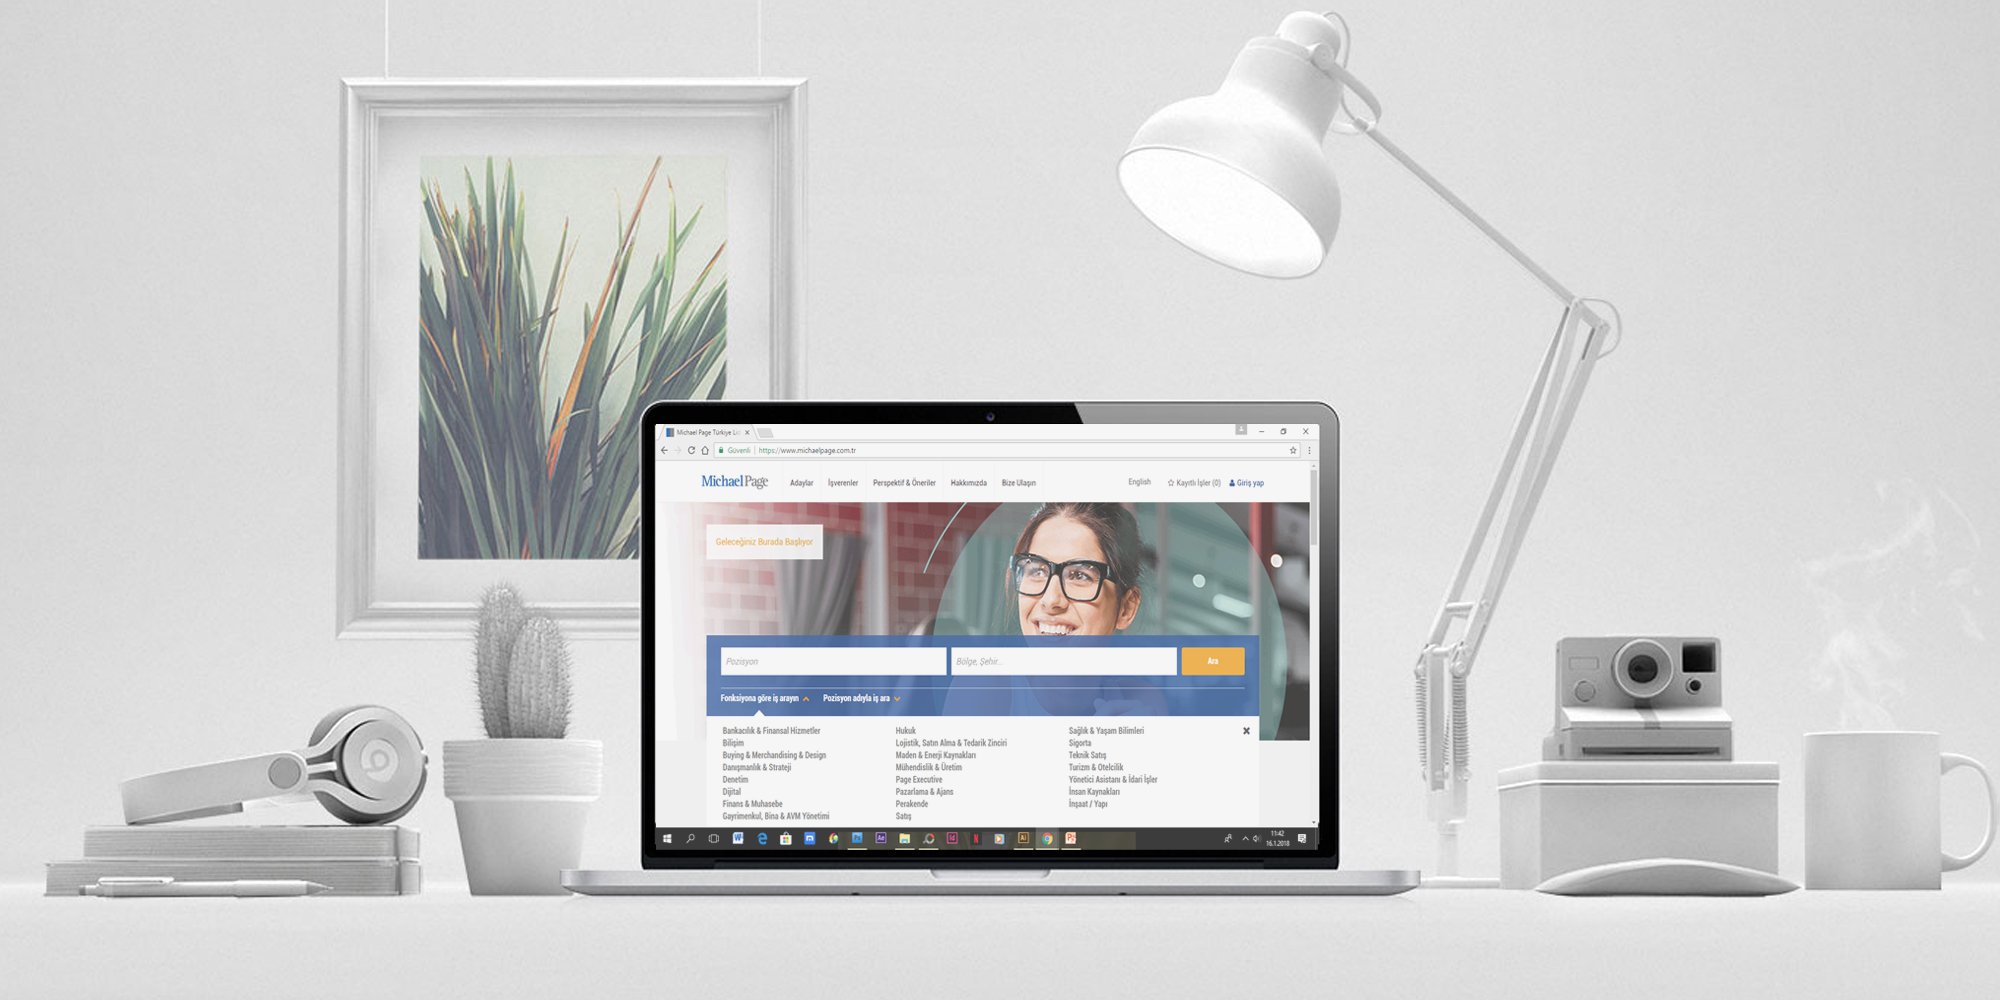 Michael Page Türkiye Lid
Güvenli | https://www.michaelpage.com.tr
MichaelPage Adaylar İşverenler Perspektif & Öneriler Hakkımızda Bize Ulaşın English Kayıtlı İşler (0) Giriş yap
Geleceğiniz Burada Başlıyor
Pozisyon Bölge, Şehir... Ara
Fonksiyona göre iş arayın Pozisyon adıyla iş ara
Bankacılık & Finansal Hizmetler
Bilişim
Buying & Merchandising & Design
Danışmanlık & Strateji
Denetim
Dijital
Finans & Muhasebe
Gayrimenkul, Bina & AVM Yönetimi
Hukuk
Lojistik, Satın Alma & Tedarik Zinciri
Maden & Enerji Kaynakları
Mühendislik & Üretim
Page Executive
Pazarlama & Ajans
Perakende
Satış
Sağlık & Yaşam Bilimleri
Sigorta
Teknik Satış
Turizm & Otelcilik
Yönetici Asistanı & İdari İşler
İnsan Kaynakları
İnşaat / Yapı
11:42
16.1.2018